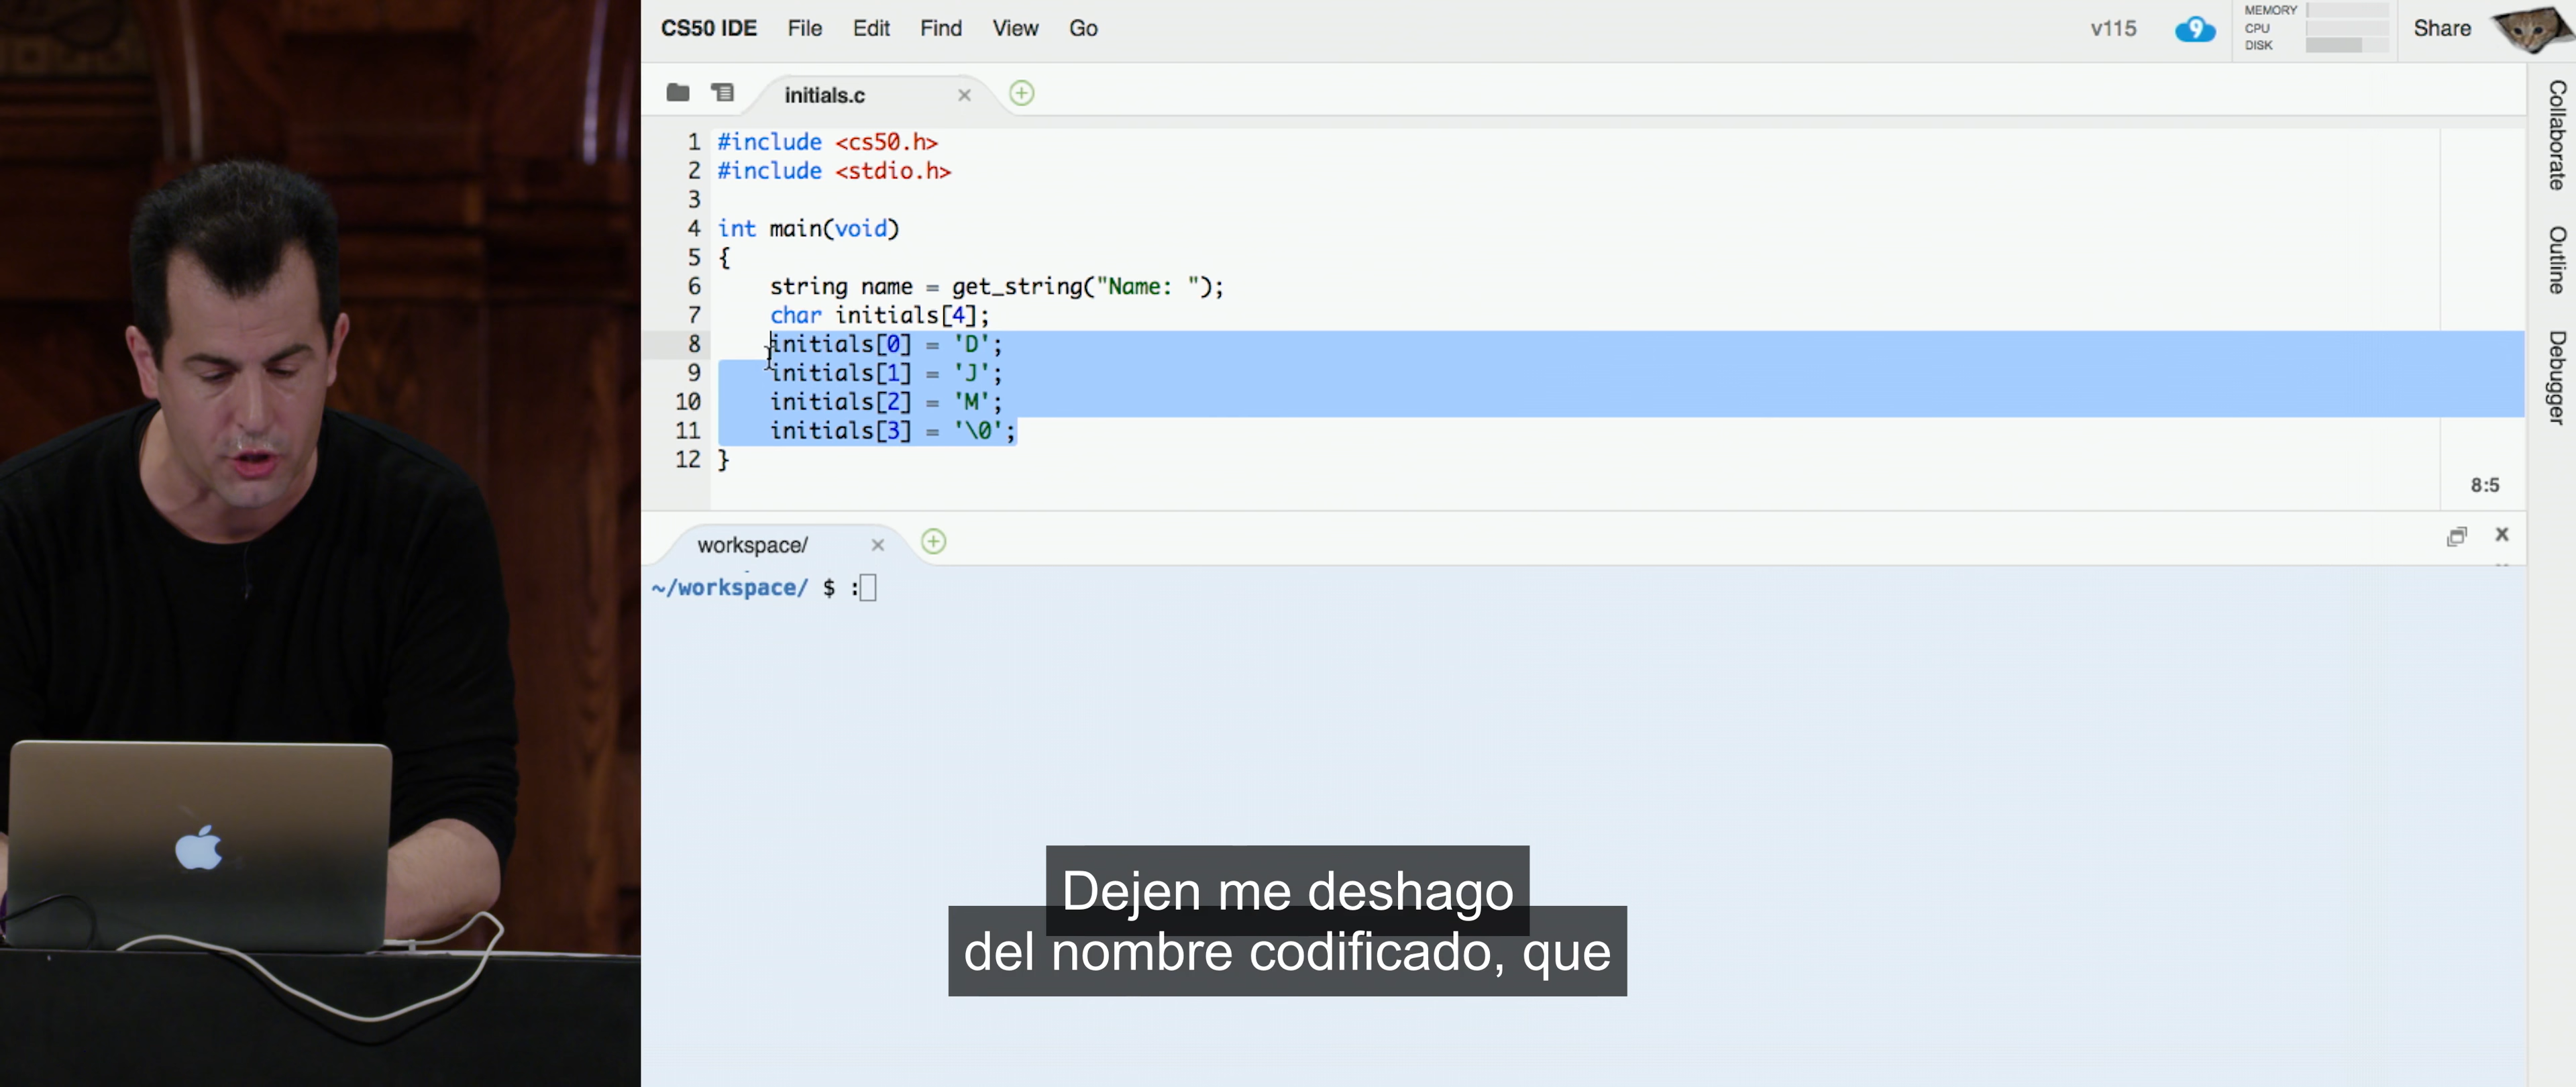 CS50 IDE File Edit Find View Go v115 9 MEMORY CPU DISK Share
initials.c
1 #include <cs50.h>
2 #include <stdio.h>
3
4 int main(void)
5 {
6 string name = get_string("Name: ");
7 char initials[4];
8 initials[0] = 'D';
9 initials[1] = 'J';
10 initials[2] = 'M';
11 initials[3] = '\0';
12 }
8:5
Collaborate
Outline
Debugger
workspace/
~/workspace/ $ :
Dejen me deshago
del nombre codificado, que